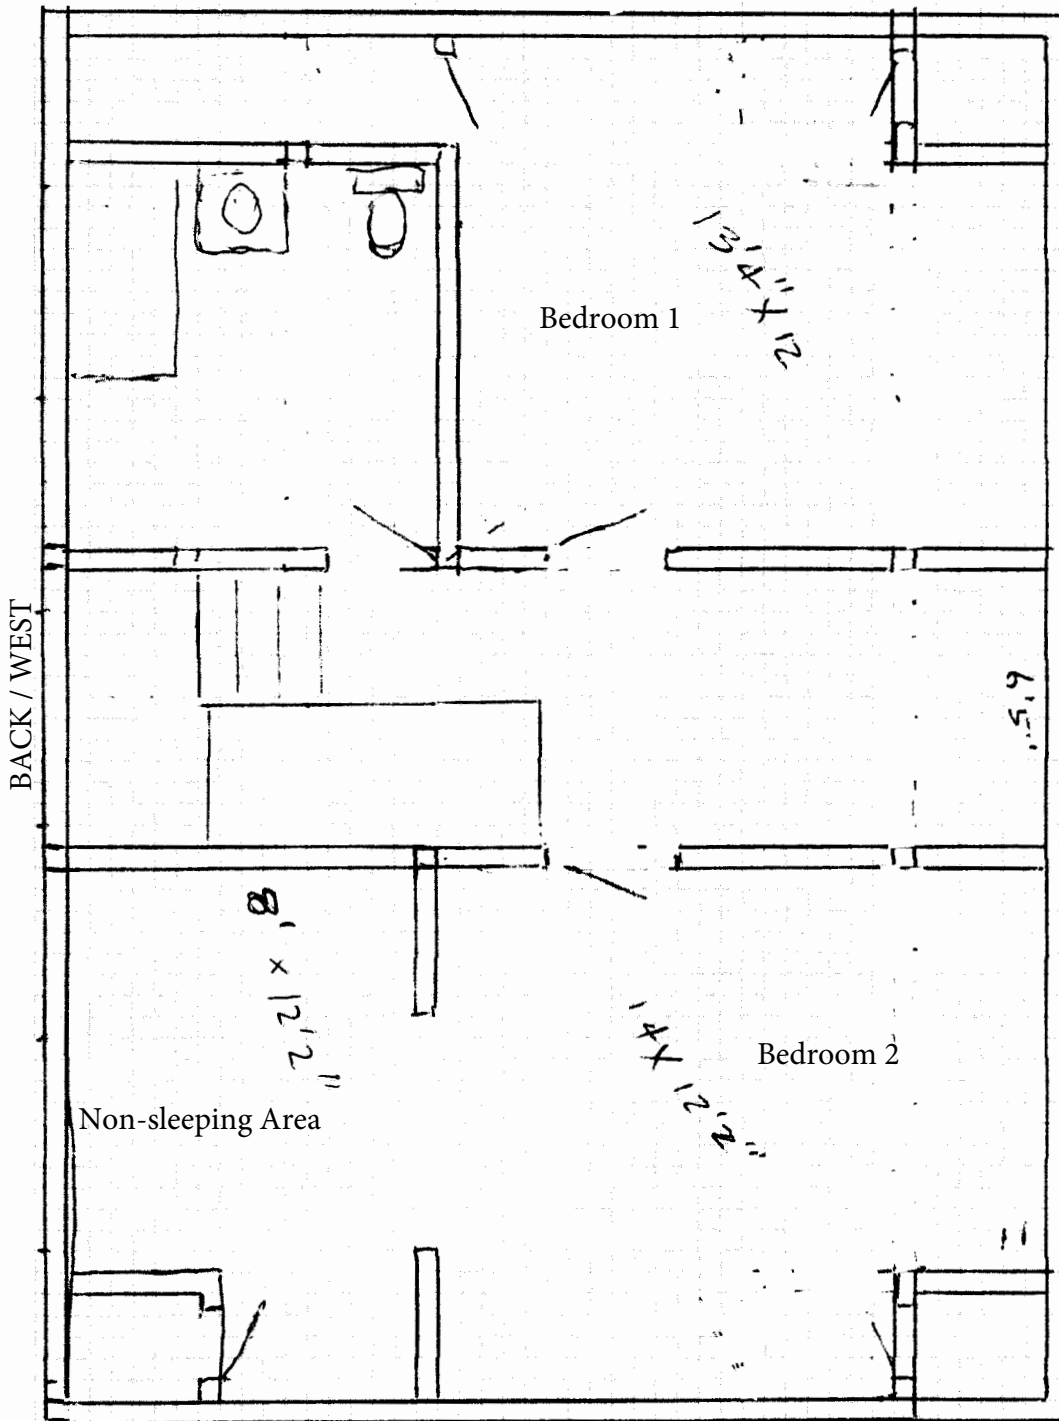 13'4" x 12'
Bedroom 1
BACK / WEST
6'5"
8' x 12'2"
14' x 12'2"
Bedroom 2
Non-sleeping Area